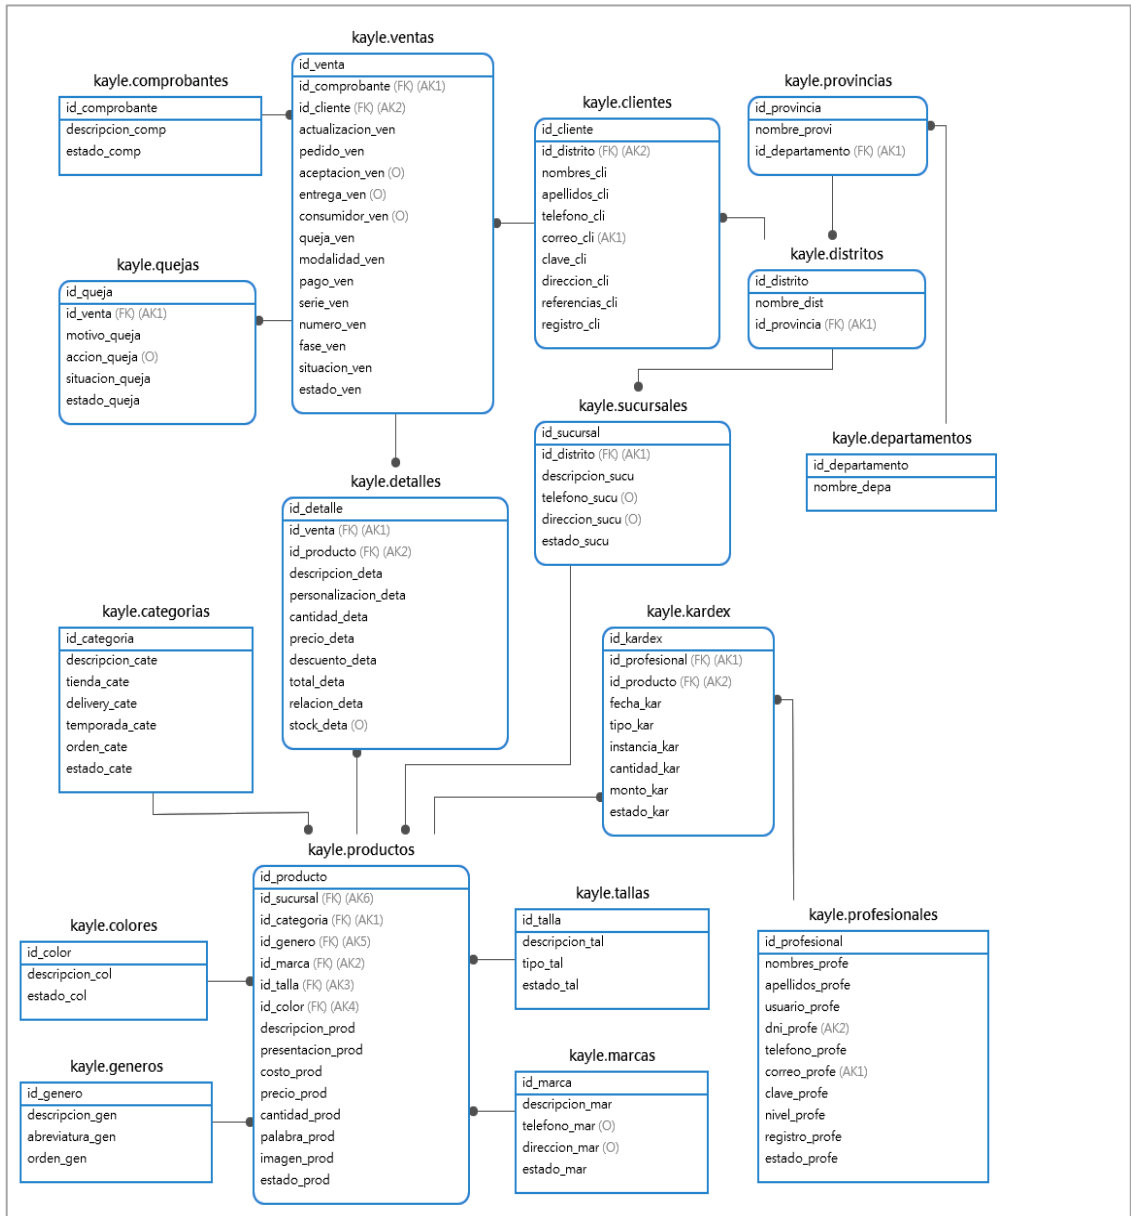 kayle.ventas
id_venta
id_comprobante (FK) (AK1)
id_cliente (FK) (AK2)
actualizacion_ven
pedido_ven
aceptacion_ven (O)
entrega_ven (O)
consumidor_ven (O)
queja_ven
modalidad_ven
pago_ven
serie_ven
numero_ven
fase_ven
situacion_ven
estado_ven
kayle.comprobantes
id_comprobante
descripcion_comp
estado_comp
kayle.clientes
id_cliente
id_distrito (FK) (AK2)
nombres_cli
apellidos_cli
telefono_cli
correo_cli (AK1)
clave_cli
direccion_cli
referencias_cli
registro_cli
kayle.provincias
id_provincia
nombre_provi
id_departamento (FK) (AK1)
kayle.quejas
id_queja
id_venta (FK) (AK1)
motivo_queja
accion_queja (O)
situacion_queja
estado_queja
kayle.distritos
id_distrito
nombre_dist
id_provincia (FK) (AK1)
kayle.sucursales
id_sucursal
id_distrito (FK) (AK1)
descripcion_sucu
telefono_sucu (O)
direccion_sucu (O)
estado_sucu
kayle.departamentos
id_departamento
nombre_depa
kayle.detalles
id_detalle
id_venta (FK) (AK1)
id_producto (FK) (AK2)
descripcion_deta
personalizacion_deta
cantidad_deta
precio_deta
descuento_deta
total_deta
relacion_deta
stock_deta (O)
kayle.categorias
id_categoria
descripcion_cate
tienda_cate
delivery_cate
temporada_cate
orden_cate
estado_cate
kayle.kardex
id_kardex
id_profesional (FK) (AK1)
id_producto (FK) (AK2)
fecha_kar
tipo_kar
instancia_kar
cantidad_kar
monto_kar
estado_kar
kayle.productos
id_producto
id_sucursal (FK) (AK6)
id_categoria (FK) (AK1)
id_genero (FK) (AK5)
id_marca (FK) (AK2)
id_talla (FK) (AK3)
id_color (FK) (AK4)
descripcion_prod
presentacion_prod
costo_prod
precio_prod
cantidad_prod
palabra_prod
imagen_prod
estado_prod
kayle.colores
id_color
descripcion_col
estado_col
kayle.tallas
id_talla
descripcion_tal
tipo_tal
estado_tal
kayle.profesionales
id_profesional
nombres_profe
apellidos_profe
usuario_profe
dni_profe (AK2)
telefono_profe
correo_profe (AK1)
clave_profe
nivel_profe
registro_profe
estado_profe
kayle.generos
id_genero
descripcion_gen
abreviatura_gen
orden_gen
kayle.marcas
id_marca
descripcion_mar
telefono_mar (O)
direccion_mar (O)
estado_mar